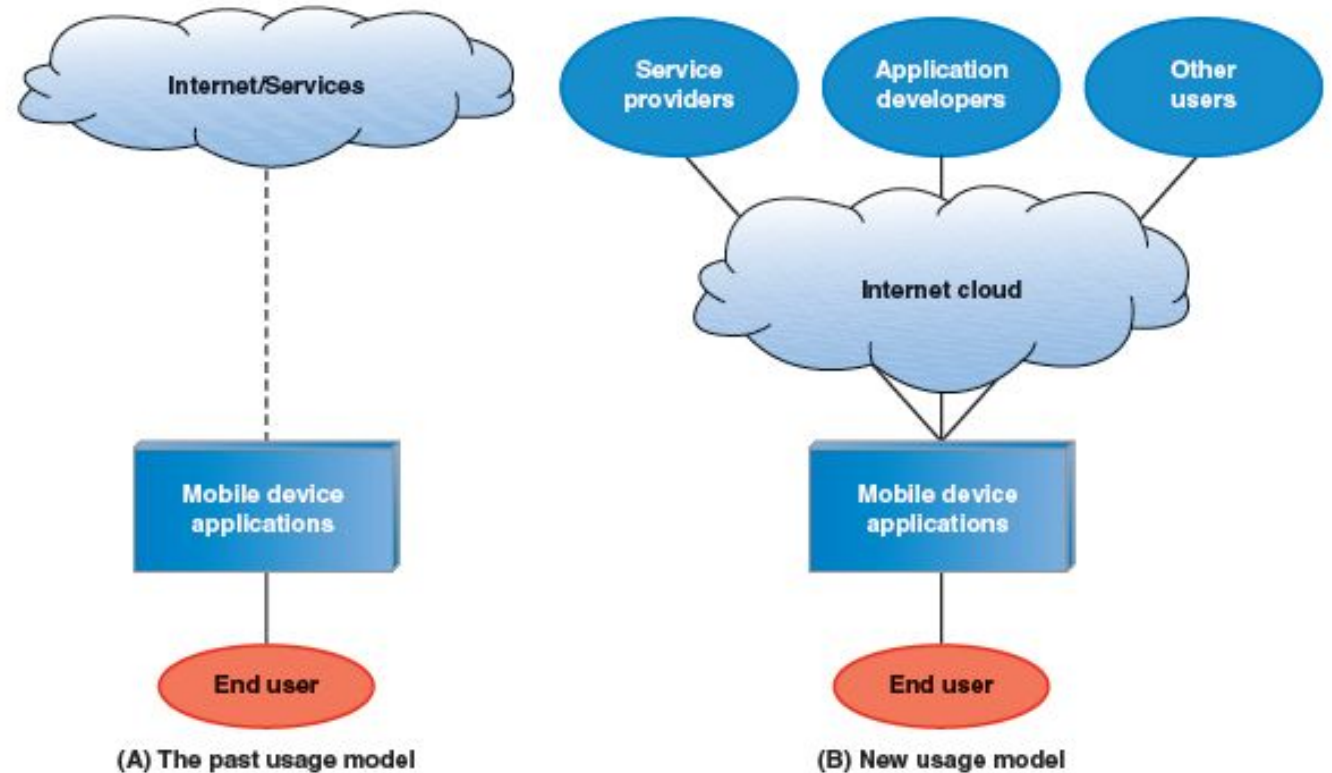 Internet/Services
Mobile device
applications
End user
(A) The past usage model
Service
providers
Application
developers
Other
users
Internet cloud
Mobile device
applications
End user
(B) New usage model